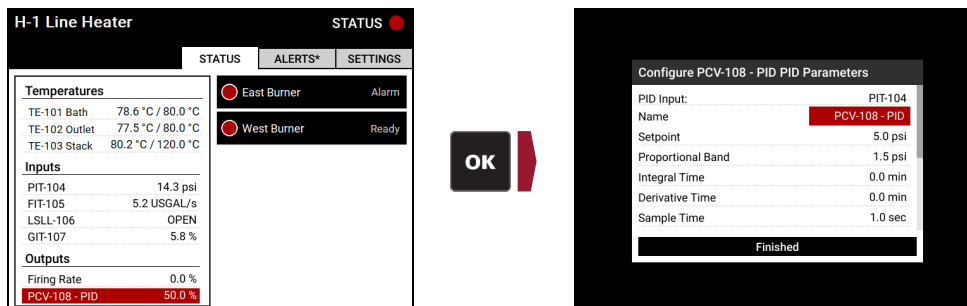 H-1 Line Heater STATUS
STATUS ALERTS* SETTINGS
Temperatures
TE-101 Bath 78.6 °C / 80.0 °C
TE-102 Outlet 77.5 °C / 80.0 °C
TE-103 Stack 80.2 °C / 120.0 °C
Inputs
PIT-104 14.3 psi
FIT-105 5.2 USGAL/s
LSLL-106 OPEN
GIT-107 5.8 %
Outputs
Firing Rate 0.0 %
PCV-108 - PID 50.0 %
East Burner Alarm
West Burner Ready
OK
Configure PCV-108 - PID PID Parameters
PID Input: PIT-104
Name PCV-108 - PID
Setpoint 5.0 psi
Proportional Band 1.5 psi
Integral Time 0.0 min
Derivative Time 0.0 min
Sample Time 1.0 sec
Finished